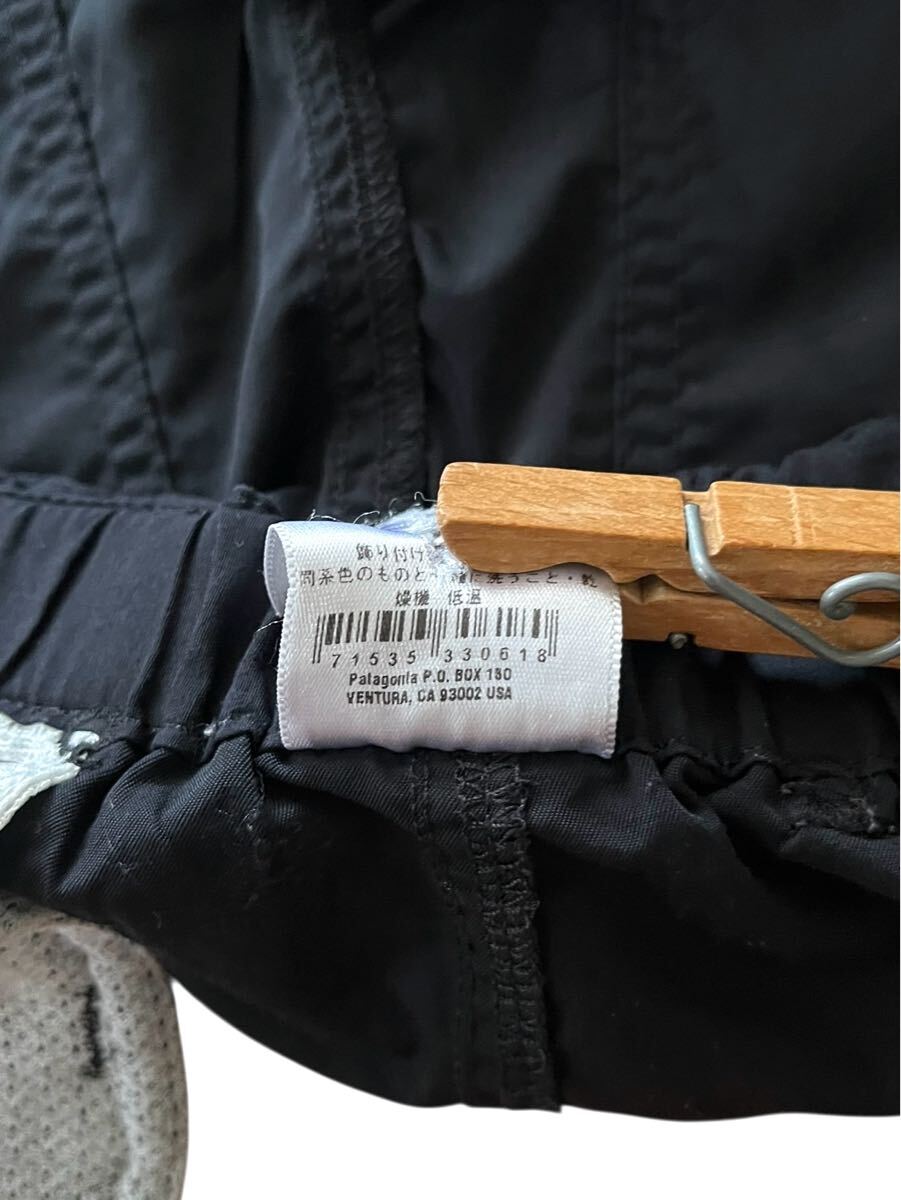 飾り付け
同系色のものと一緒に洗うこと・乾
燥機 低温
71535 330618
Patagonia P.O. BOX 150
VENTURA, CA 93002 USA